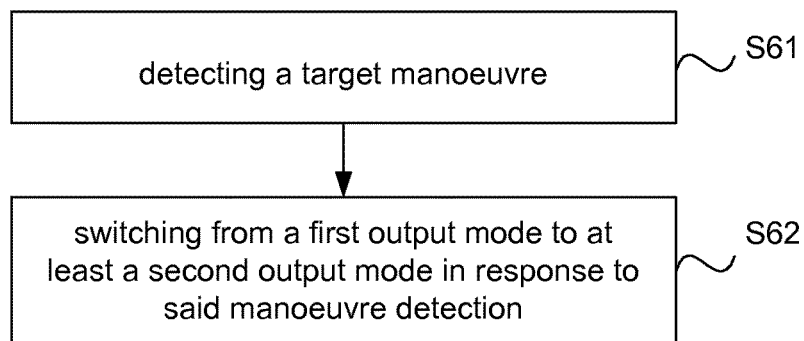 detecting a target manoeuvre
S61
switching from a first output mode to at
least a second output mode in response to
said manoeuvre detection
S62